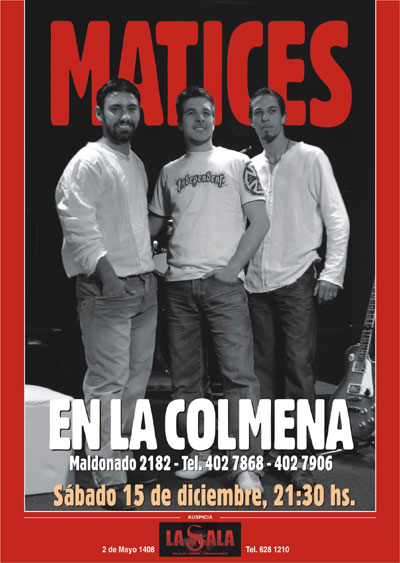 MATICES
Independent
EN LA COLMENA
Maldonado 2182 - Tel. 402 7868 - 402 7906
Sábado 15 de diciembre, 21:30 hs.
AUSPICIA
LA SALA
2 de Mayo 1408
Tel. 628 1210